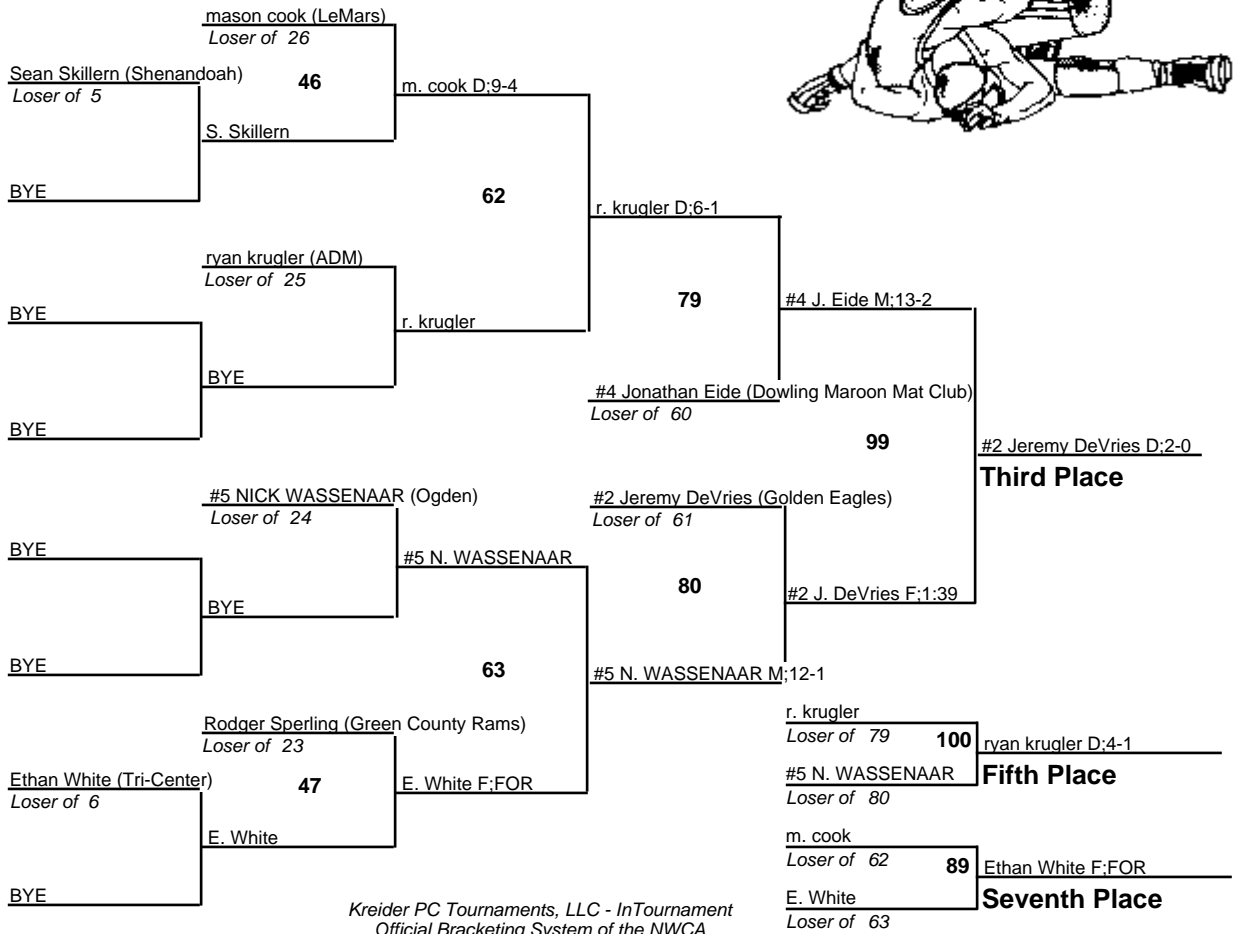 mason cook (LeMars)
Loser of 26
Sean Skillern (Shenandoah)
Loser of 5
46
m. cook D;9-4
S. Skillern
BYE
62
r. krugler D;6-1
ryan krugler (ADM)
Loser of 25
BYE
r. krugler
79
#4 J. Eide M;13-2
BYE
#4 Jonathan Eide (Dowling Maroon Mat Club)
Loser of 60
BYE
99
#2 Jeremy DeVries D;2-0
Third Place
#5 NICK WASSENAAR (Ogden)
Loser of 24
#2 Jeremy DeVries (Golden Eagles)
Loser of 61
BYE
#5 N. WASSENAAR
80
#2 J. DeVries F;1:39
BYE
BYE
63
#5 N. WASSENAAR M;12-1
Rodger Sperling (Green County Rams)
Loser of 23
r. krugler
Loser of 79
100
ryan krugler D;4-1
Fifth Place
#5 N. WASSENAAR
Loser of 80
Ethan White (Tri-Center)
Loser of 6
47
E. White F;FOR
E. White
BYE
m. cook
Loser of 62
89
Ethan White F;FOR
Seventh Place
E. White
Loser of 63
Kreider PC Tournaments, LLC - InTournament
Official Bracketing System of the NWCA